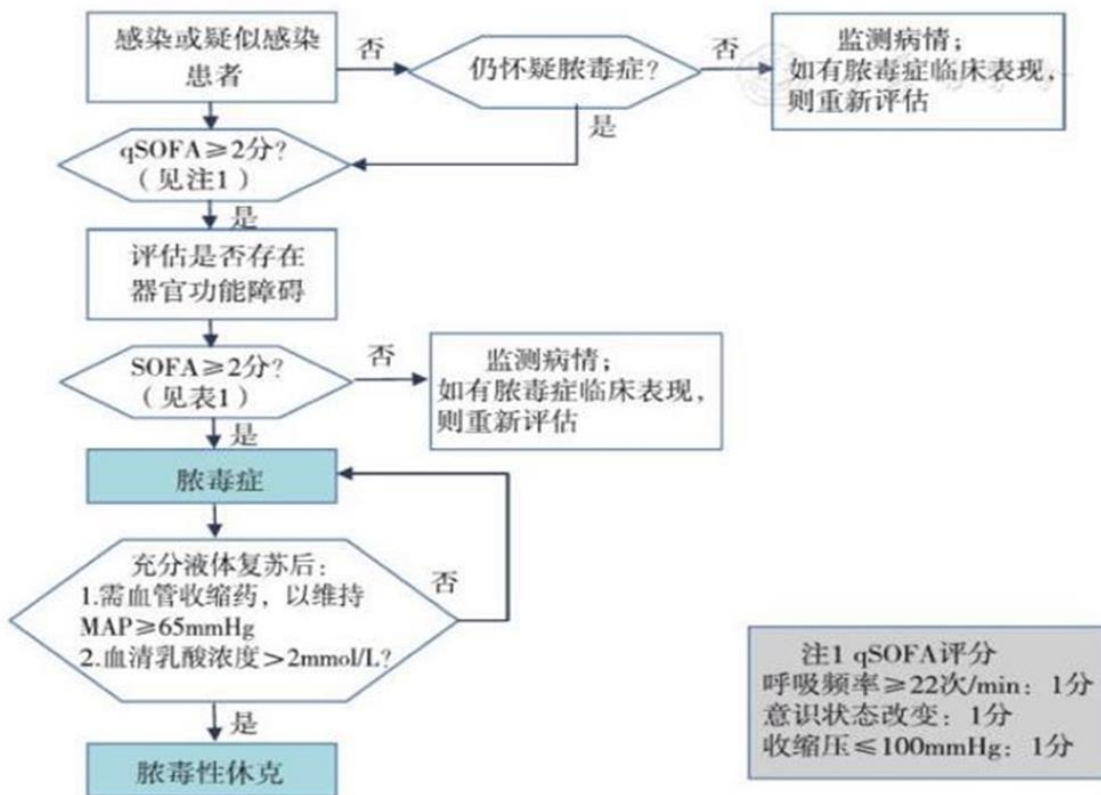 感染或疑似感染
患者
否
仍怀疑脓毒症?
否
监测病情;
如有脓毒症临床表现,
则重新评估
是
qSOFA≥2分?
(见注1)
是
评估是否存在
器官功能障碍
SOFA≥2分?
(见表1)
否
监测病情;
如有脓毒症临床表现,
则重新评估
是
脓毒症
充分液体复苏后:
1.需血管收缩药,以维持
MAP≥65mmHg
2.血清乳酸浓度>2mmol/L?
否
是
脓毒性休克
注1 qSOFA评分
呼吸频率≥22次/min:1分
意识状态改变:1分
收缩压≤100mmHg:1分